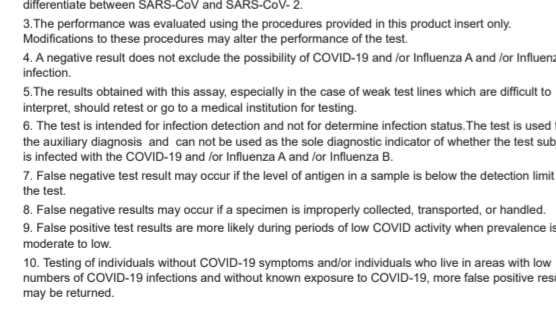 differentiate between SARS-CoV and SARS-CoV- 2.
3.The performance was evaluated using the procedures provided in this product insert only.
Modifications to these procedures may alter the performance of the test.
4. A negative result does not exclude the possibility of COVID-19 and /or Influenza A and /or
infection.
5.The results obtained with this assay, especially in the case of weak test lines which are difficult to
interpret, should retest or go to a medical institution for testing.
6. The test is intended for infection detection and not for determine infection status.The test is used
the auxiliary diagnosis and can not be used as the sole diagnostic indicator of whether the test
is infected with the COVID-19 and /or Influenza A and /or Influenza B.
7. False negative test result may occur if the level of antigen in a sample is below the detection limit
the test.
8. False negative results may occur if a specimen is improperly collected, transported, or handled.
9. False positive test results are more likely during periods of low COVID activity when prevalence is
moderate to low.
10. Testing of individuals without COVID-19 symptoms and/or individuals who live in areas with low
numbers of COVID-19 infections and without known exposure to COVID-19, more false positive
may be returned.